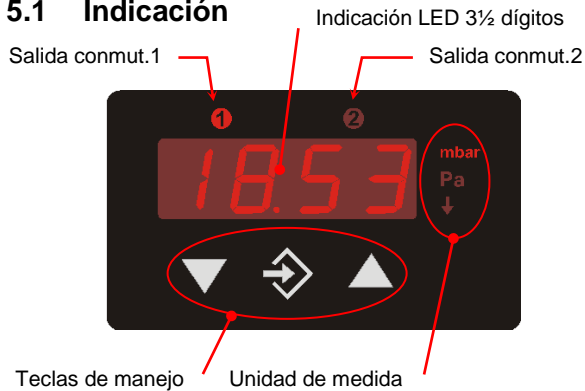 5.1 Indicación
Indicación LED 3½ dígitos
Salida conmut.1
Salida conmut.2
1
2
18.53
mbar
Pa
Teclas de manejo
Unidad de medida